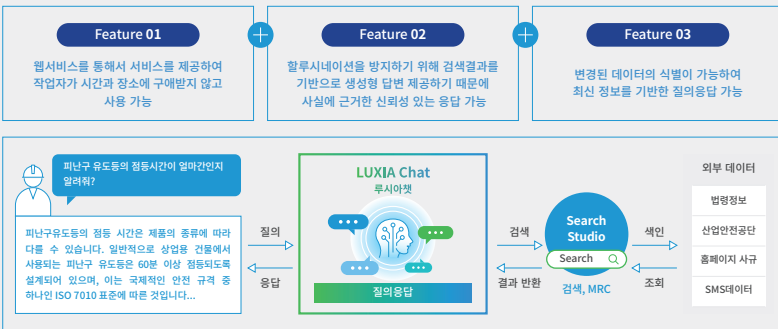 Feature 01
웹서비스를 통해서 서비스를 제공하여
작업자가 시간과 장소에 구애받지 않고
사용 가능
Feature 02
할루시네이션을 방지하기 위해 검색결과를
기반으로 생성형 답변 제공하기 때문에
사실에 근거한 신뢰성 있는 응답 가능
Feature 03
변경된 데이터의 식별이 가능하여
최신 정보를 기반한 질의응답 가능
피난구 유도등의 점등시간이 얼마간인지
알려줘?
피난구유도등의 점등 시간은 제품의 종류에 따라
다를 수 있습니다. 일반적으로 상업용 건물에서
사용되는 피난구 유도등은 60분 이상 점등되도록
설계되어 있으며, 이는 국제적인 안전 규격 중
하나인 ISO 7010 표준에 따른 것입니다...
질의
응답
LUXIA Chat
루시아챗
질의응답
검색
결과 반환
Search
Studio
Search
검색, MRC
색인
조회
외부 데이터
법령정보
산업안전공단
홈페이지 사규
SMS데이터